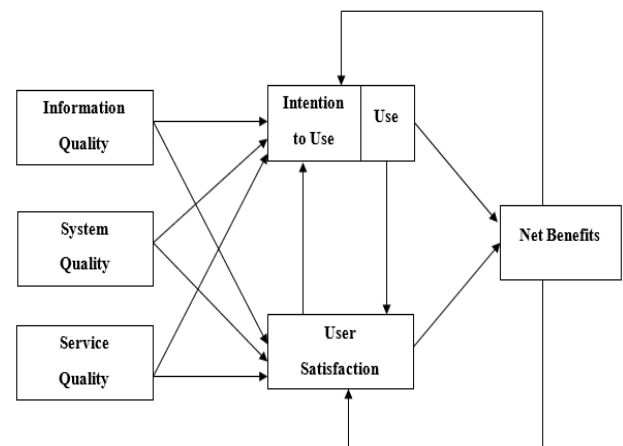 Information
Quality
System
Quality
Service
Quality
Intention
to Use
Use
User
Satisfaction
Net Benefits